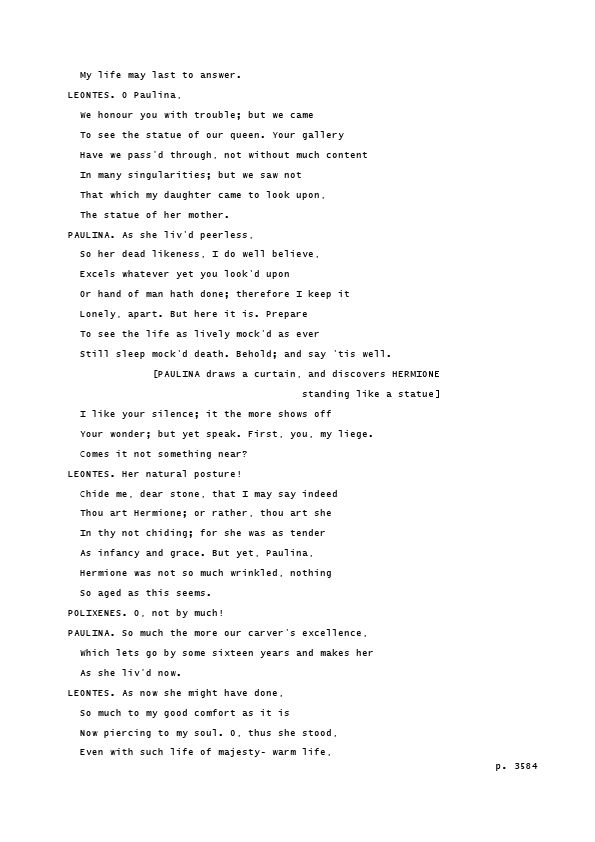 My life may last to answer.
LEONTES. O Paulina,
We honour you with trouble; but we came
To see the statue of our queen. Your gallery
Have we pass'd through, not without much content
In many singularities; but we saw not
That which my daughter came to look upon,
The statue of her mother.
PAULINA. As she liv'd peerless,
So her dead likeness, I do well believe,
Excels whatever yet you look'd upon
Or hand of man hath done; therefore I keep it
Lonely, apart. But here it is. Prepare
To see the life as lively mock'd as ever
Still sleep mock'd death. Behold; and say 'tis well.
[PAULINA draws a curtain, and discovers HERMIONE
standing like a statue]
I like your silence; it the more shows off
Your wonder; but yet speak. First, you, my liege.
Comes it not something near?
LEONTES. Her natural posture!
Chide me, dear stone, that I may say indeed
Thou art Hermione; or rather, thou art she
In thy not chiding; for she was as tender
As infancy and grace. But yet, Paulina,
Hermione was not so much wrinkled, nothing
So aged as this seems.
POLIXENES. O, not by much!
PAULINA. So much the more our carver's excellence,
Which lets go by some sixteen years and makes her
As she liv'd now.
LEONTES. As now she might have done,
So much to my good comfort as it is
Now piercing to my soul. O, thus she stood,
Even with such life of majesty- warm life,
p. 3584